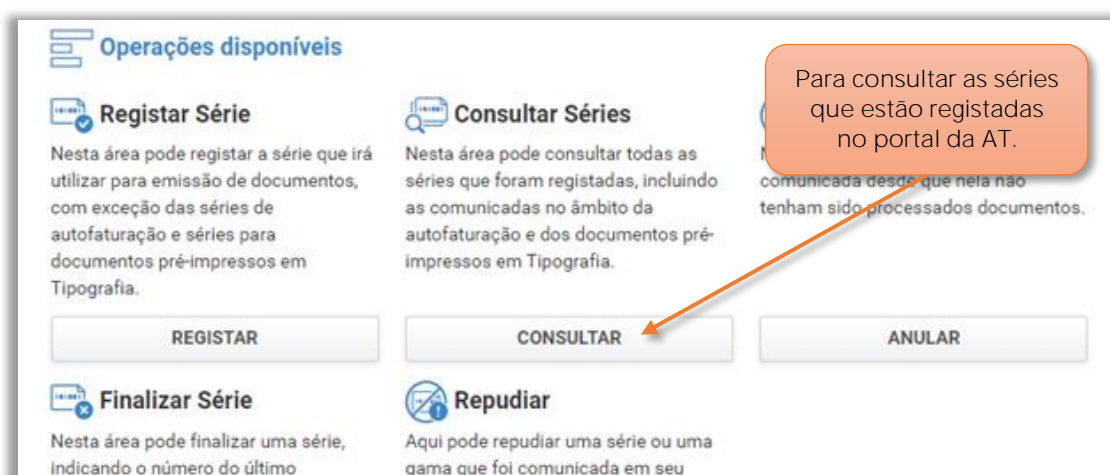 Operações disponíveis
Para consultar as séries
que estão registadas
no portal da AT.
Registar Série
Nesta área pode registar a série que irá
utilizar para emissão de documentos,
com exceção das séries de
autofaturação e séries para
documentos pré-impressos em
Tipografia.
REGISTAR
Consultar Séries
Nesta área pode consultar todas as
séries que foram registadas, incluindo
as comunicadas no âmbito da
autofaturação e dos documentos pré-
impressos em Tipografia.
CONSULTAR
comunicada desde que nela não
tenham sido processados documentos.
ANULAR
Finalizar Série
Nesta área pode finalizar uma série,
indicando o número do último
Repudiar
Aqui pode repudiar uma série ou uma
gama que foi comunicada em seu